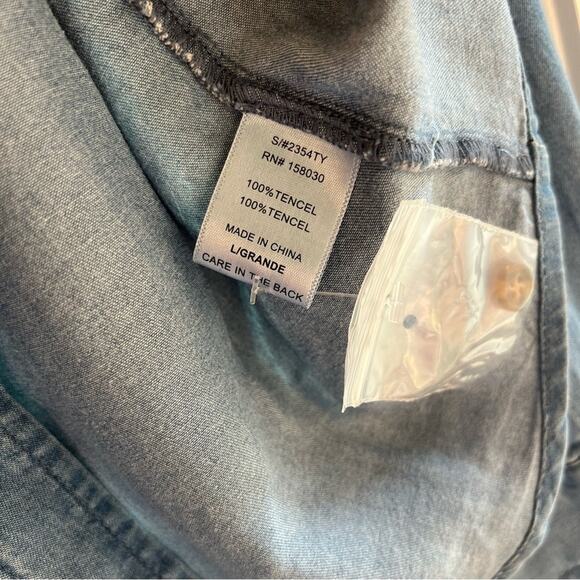 S/#2354TY
RN# 158030
100%TENCEL
100%TENCEL
MADE IN CHINA
L/GRANDE
CARE IN THE BACK